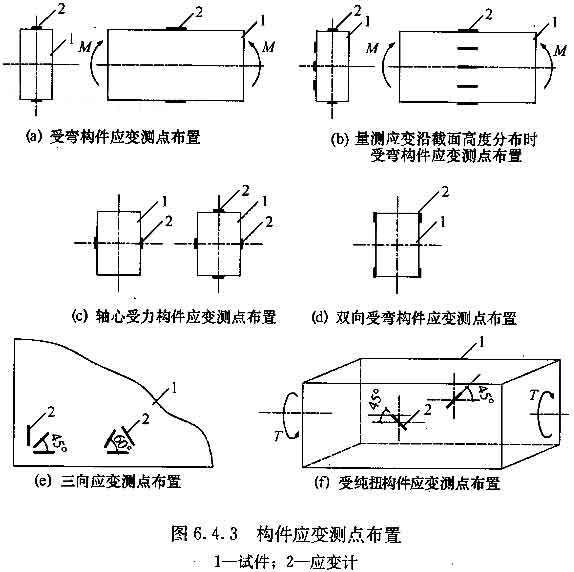 2
1
2
1
M
M
2
2
1
M
M
(a) 受弯构件应变测点布置
(b) 量测应变沿截面高度分布时
受弯构件应变测点布置
1
2
2
1
2
2
1
(c) 轴心受力构件应变测点布置
(d) 双向受弯构件应变测点布置
1
2
45°
2
60°
1
T
45°
2
45°
T
(e) 三向应变测点布置
(f) 受纯扭构件应变测点布置
图 6.4.3 构件应变测点布置
1—试件；2—应变计